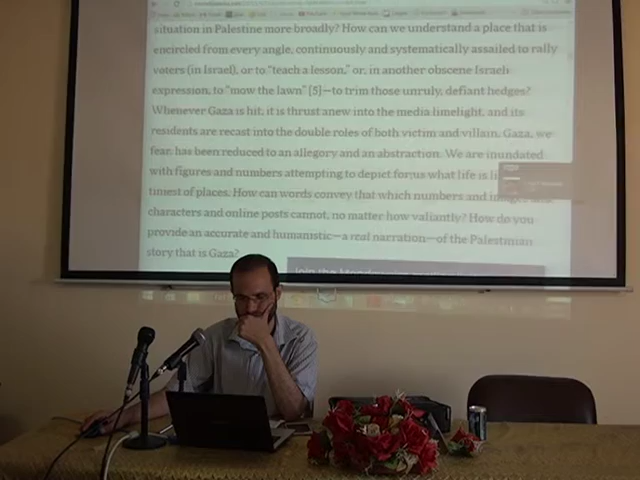 situation in Palestine more broadly? How can we understand a place that is
encircled from every angle, continuously and systematically assailed to rally
voters (in Israel), or to "teach a lesson," or, in another obscene Israeli
expression, to "mow the lawn" [5]—to trim those unruly, defiant hedges?
Whenever Gaza is hit, it is thrust anew into the media limelight, and its
residents are recast into the double roles of both victim and villain. Gaza, we
fear, has been reduced to an allegory and an abstraction. We are inundated
with figures and numbers attempting to depict for us what life is
timest of places. How can words convey that which numbers and
characters and online posts cannot, no matter how valiantly? How do you
provide an accurate and humanistic—a real narration—of the Palestinian
story that is Gaza?
Join the